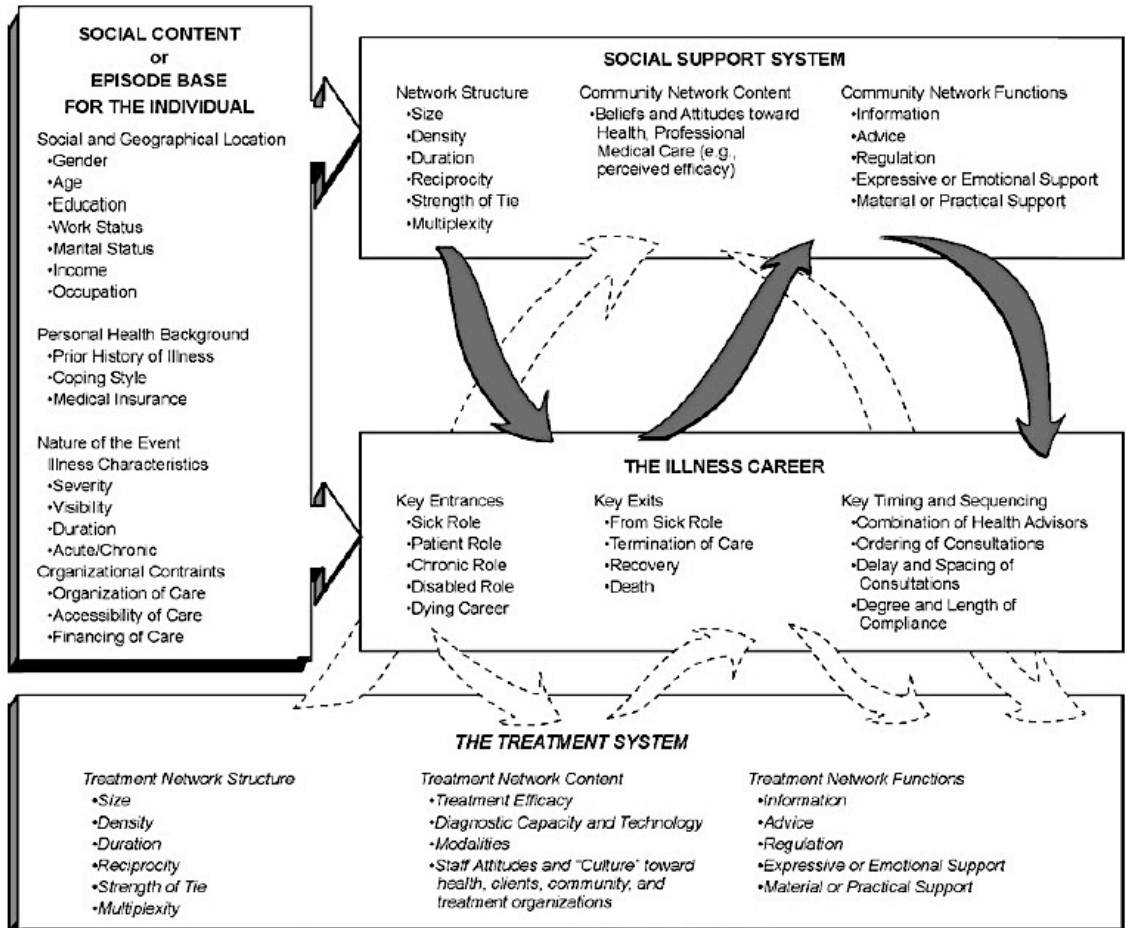 SOCIAL CONTENT
or
EPISODE BASE
FOR THE INDIVIDUAL
Social and Geographical Location
•Gender
•Age
•Education
•Work Status
•Marital Status
•Income
•Occupation
Personal Health Background
•Prior History of Illness
•Coping Style
•Medical Insurance
Nature of the Event
Illness Characteristics
•Severity
•Visibility
•Duration
•Acute/Chronic
Organizational Contraints
•Organization of Care
•Accessibility of Care
•Financing of Care
SOCIAL SUPPORT SYSTEM
Network Structure
•Size
•Density
•Duration
•Reciprocity
•Strength of Tie
•Multiplexity
Community Network Content
•Beliefs and Attitudes toward
Health, Professional
Medical Care (e.g.,
perceived efficacy)
Community Network Functions
•Information
•Advice
•Regulation
•Expressive or Emotional Support
•Material or Practical Support
THE ILLNESS CAREER
Key Entrances
•Sick Role
•Patient Role
•Chronic Role
•Disabled Role
•Dying Career
Key Exits
•From Sick Role
•Termination of Care
•Recovery
•Death
Key Timing and Sequencing
•Combination of Health Advisors
•Ordering of Consultations
•Delay and Spacing of
Consultations
•Degree and Length of
Compliance
THE TREATMENT SYSTEM
Treatment Network Structure
•Size
•Density
•Duration
•Reciprocity
•Strength of Tie
•Multiplexity
Treatment Network Content
•Treatment Efficacy
•Diagnostic Capacity and Technology
•Modalities
•Staff Attitudes and "Culture" toward
health, clients, community, and
treatment organizations
Treatment Network Functions
•Information
•Advice
•Regulation
•Expressive or Emotional Support
•Material or Practical Support